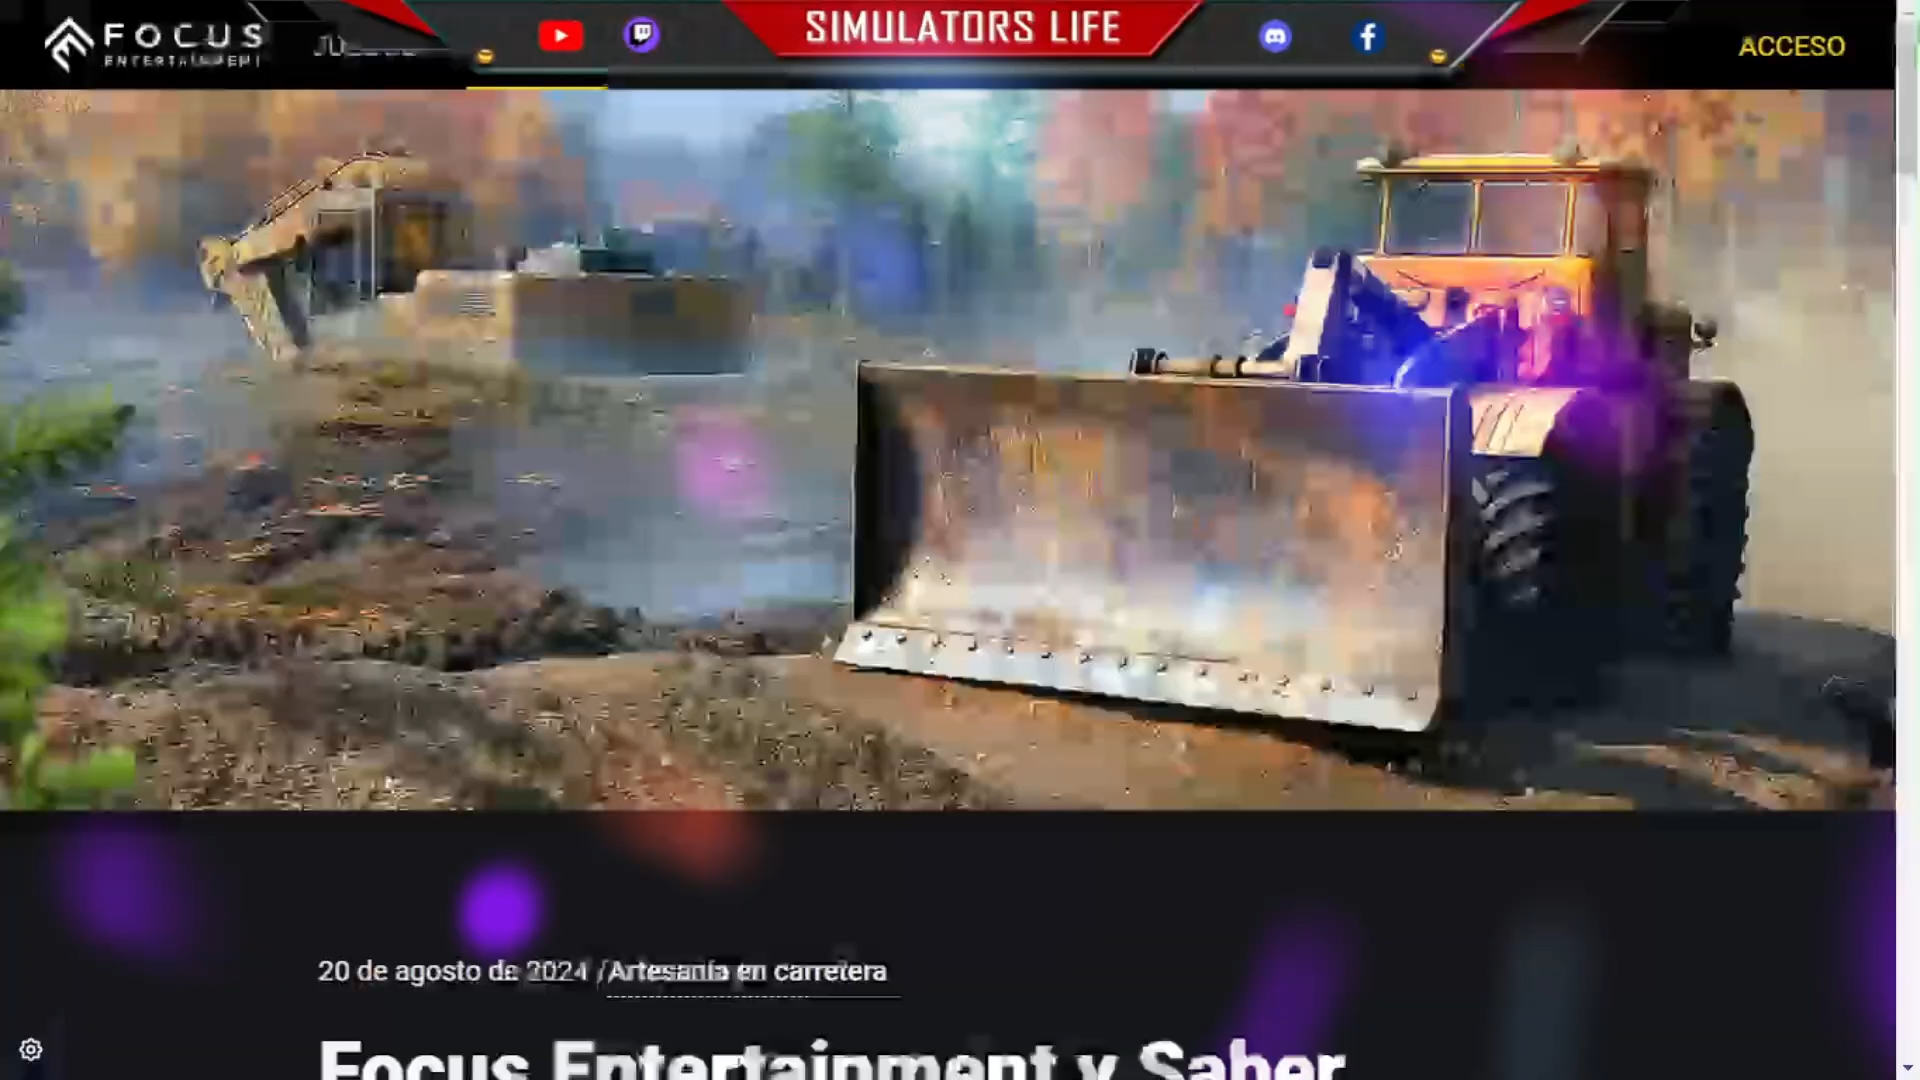 FOCUS
ENTERTAINMENT
SIMULATORS LIFE
ACCESO
20 de agosto de 2024 / Artesanía en carretera
Focus Entertainment y Saber